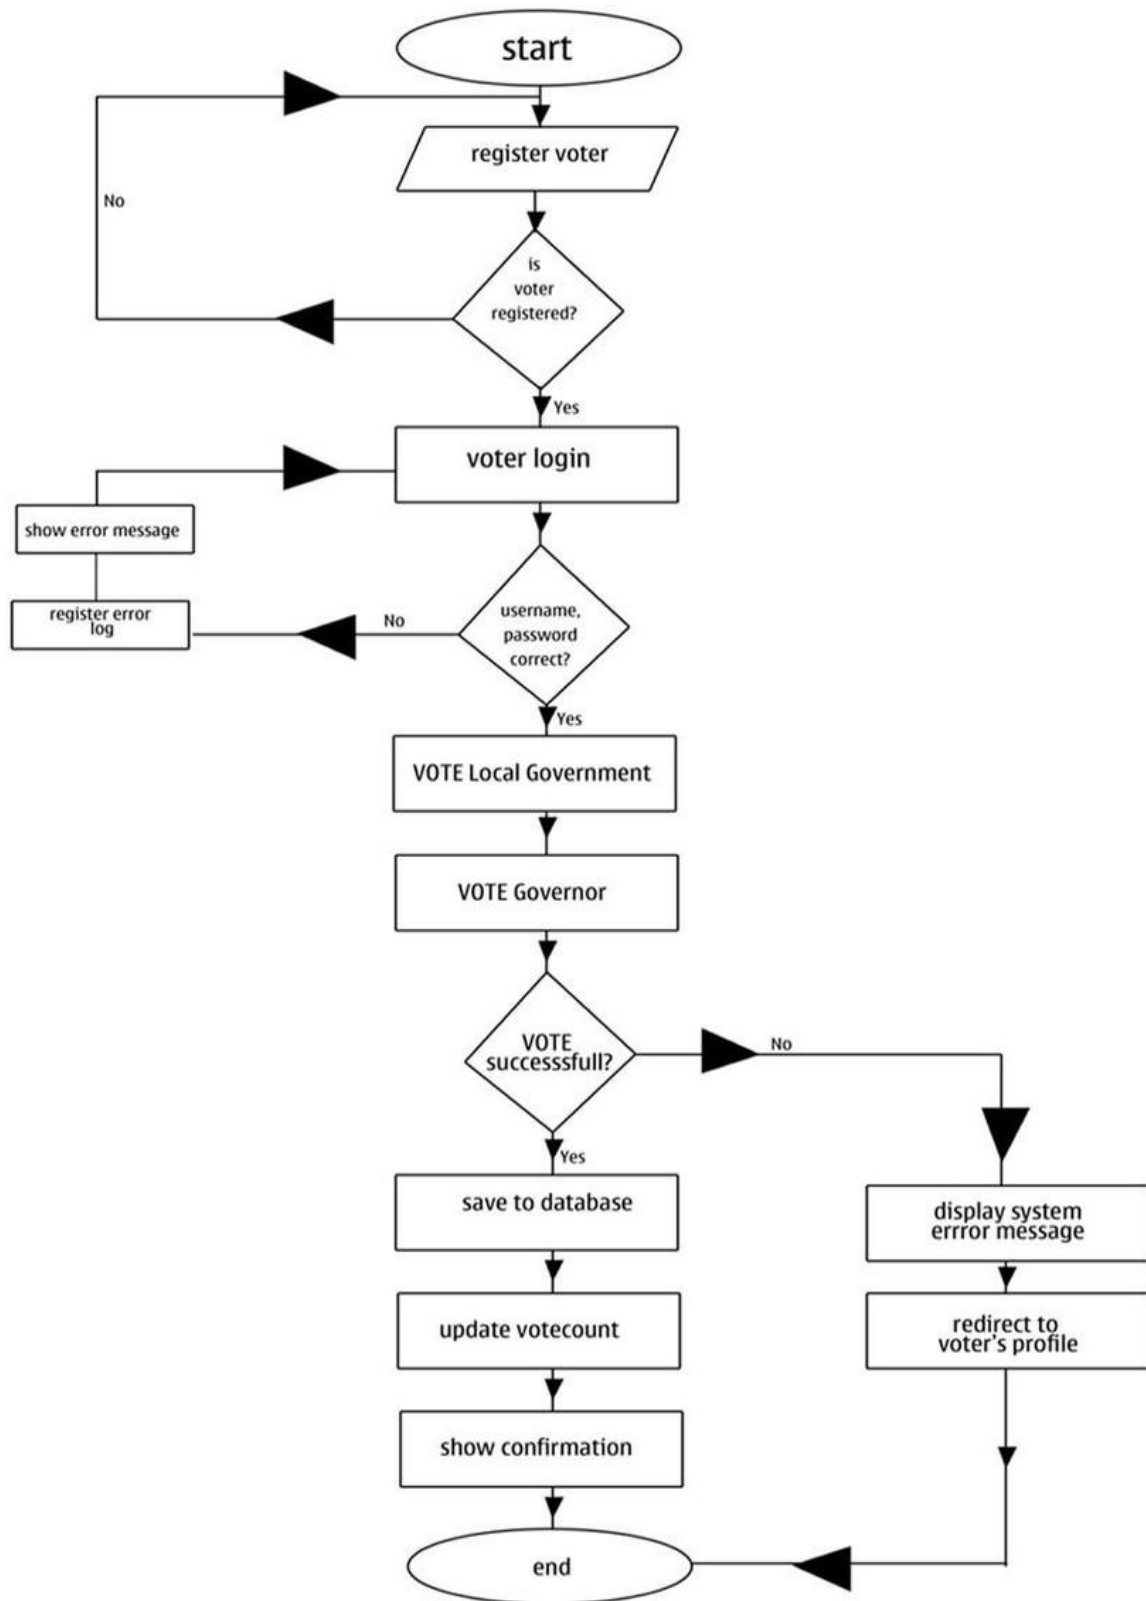 start
register voter
No
is
voter
registered?
Yes
voter login
show error message
register error
log
No
username,
password
correct?
Yes
VOTE Local Government
VOTE Governor
VOTE
successsfull?
No
Yes
save to database
display system
errror message
update votecount
redirect to
voter's profile
show confirmation
end